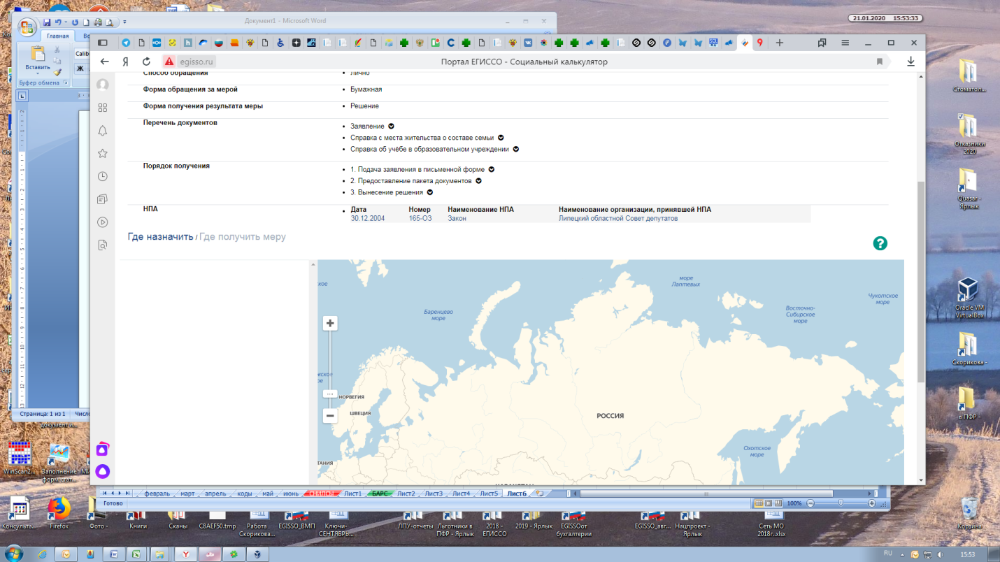 21.01.2020 15:53:33
Документ1 - Microsoft Word
Главная
Вставить
Calib
Ж
Буфер обмена
Я
egisso.ru
Портал ЕГИССО - Социальный калькулятор
Способ обращения
Лично
Форма обращения за мерой
Бумажная
Форма получения результата меры
Решение
Перечень документов
Заявление
Справка с места жительства о составе семьи
Справка об учёбе в образовательном учреждении
Порядок получения
1. Подача заявления в письменной форме
2. Предоставление пакета документов
3. Вынесение решения
НПА
Дата Номер Наименование НПА Наименование организации, принявшей НПА
30.12.2004 165-ОЗ Закон Липецкий областной Совет депутатов
Где назначить / Где получить меру
?
море
Лаптевых
Чукотское
море
Баренцево
море
Восточно-
Сибирское
море
НОРВЕГИЯ
ШВЕЦИЯ
РОССИЯ
Охотское
море
Стоматол...
Отказники
2020
Quasar -
Ярлык
Oracle VM
VirtualBox
Скорикова -
в ПФР -
Корзина
Страница: 1 из 1
WinScan2...
Заполнение
форм стат...
февраль март апрель коды май июнь Лист1 БАРС Лист2 Лист3 Лист4 Лист5 Лист6
Готово
100%
Консульта...
Firefox
Фото -
Книги
Сканы
C8AEF50.tmp
Работа
Скорикова...
EGISSO_ВМП
Ключи-
СЕНТЯБРЬ...
ЛПУ-отчеты
Льготники в
ПФР - Ярлык
2018 -
ЕГИССО
2019 - Ярлык
EGISSOот
бухгалтерии
EGISSO_авг...
Нацпроект -
Ярлык
Сеть МО
2018г..xlsx
RU
15:53